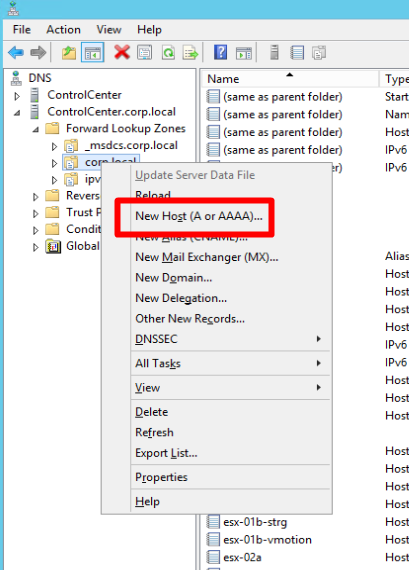 File Action View Help
DNS
ControlCenter
ControlCenter.corp.local
Forward Lookup Zones
_msdcs.corp.local
corp.local
ipv
Revers
Trust P
Condit
Global
Name Type
(same as parent folder) Start
(same as parent folder) Nam
(same as parent folder) Host
(same as parent folder) IPv6
(same as parent folder) IPv6
Update Server Data File
Reload
New Host (A or AAAA)...
New Alias (CNAME)...
New Mail Exchanger (MX)...
New Domain...
New Delegation...
Other New Records...
DNSSEC
All Tasks
View
Delete
Refresh
Export List...
Properties
Help
Alias
Host
Host
Host
Host
IPv6
IPv6
Host
Host
Host
Host
Host
Host
Host
esx-01b-strg Host
esx-01b-vmotion Host
esx-02a Host